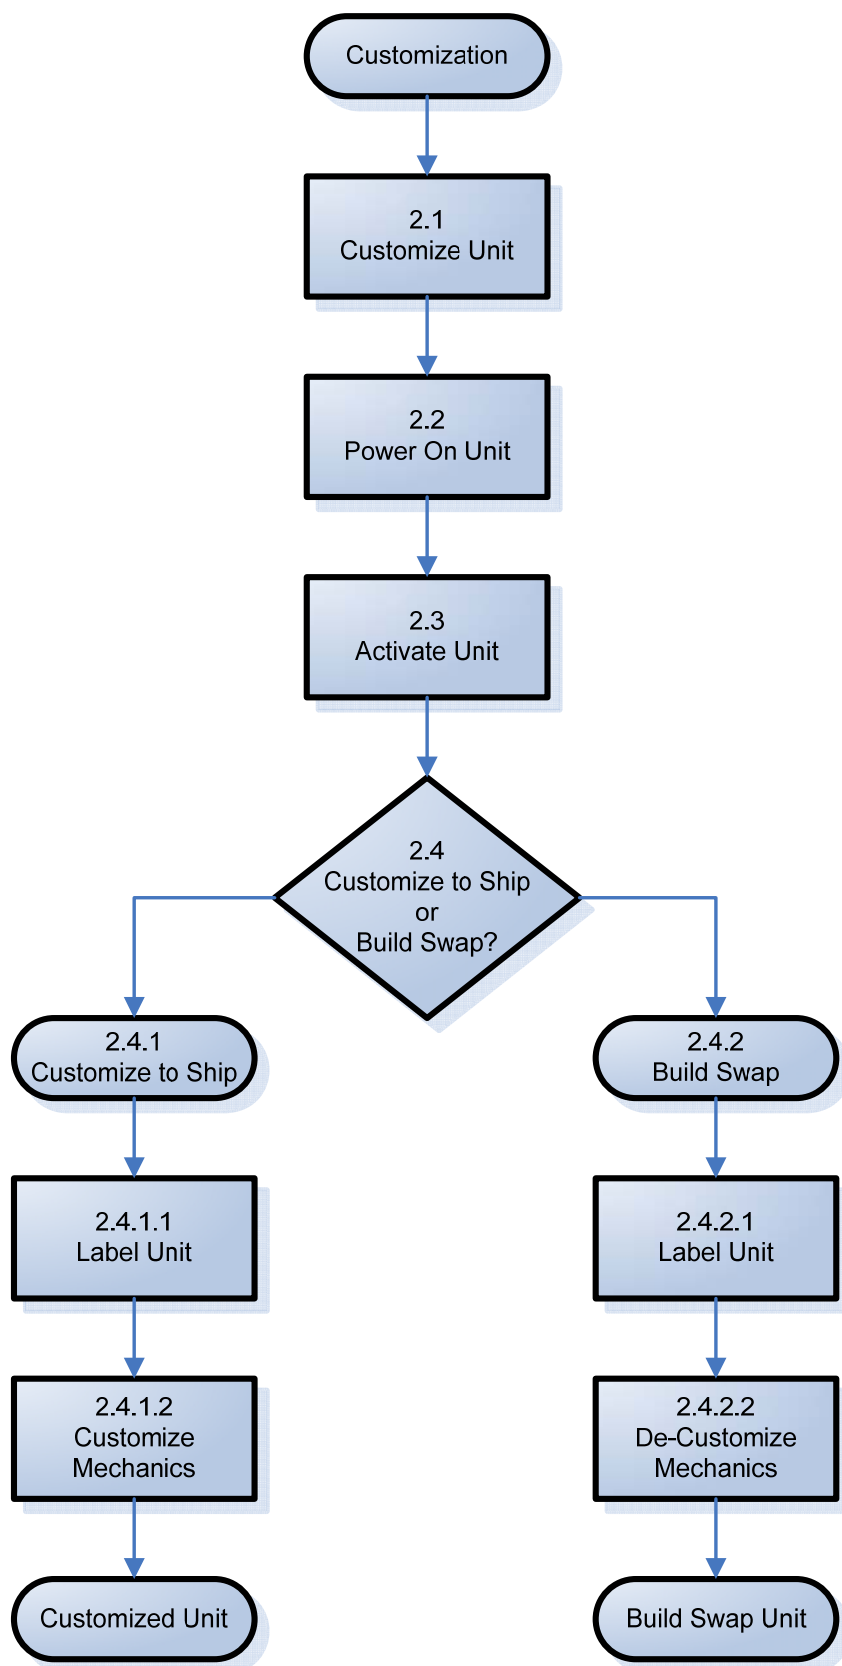 Customization
2.1
Customize Unit
2.2
Power On Unit
2.3
Activate Unit
2.4
Customize to Ship
or
Build Swap?
2.4.1
Customize to Ship
2.4.2
Build Swap
2.4.1.1
Label Unit
2.4.2.1
Label Unit
2.4.1.2
Customize
Mechanics
2.4.2.2
De-Customize
Mechanics
Customized Unit
Build Swap Unit